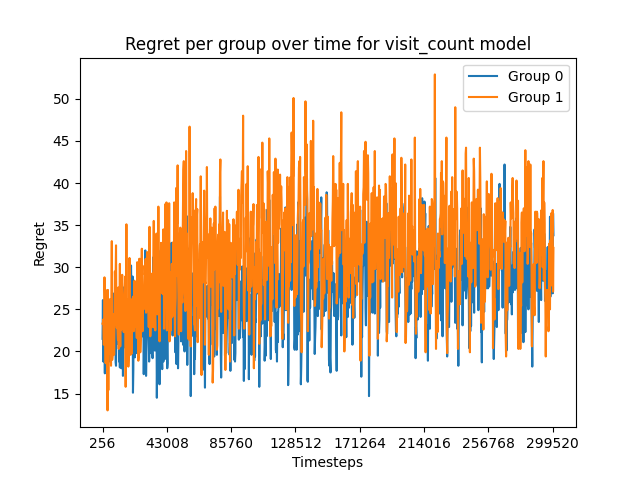 Regret per group over time for visit_count model
Group 0
Group 1
50
45
40
35
30
25
20
15
Regret
256 43008 85760 128512 171264 214016 256768 299520
Timesteps